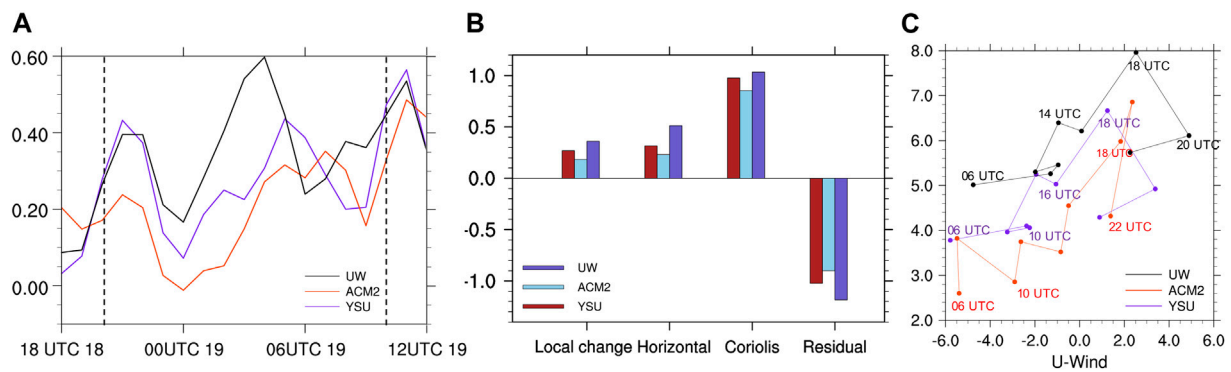 A
0.60
0.40
0.20
0.00
UW
ACM2
YSU
18 UTC 18
00UTC 19
06UTC 19
12UTC 19
B
1.0
0.5
0.0
-0.5
-1.0
UW
ACM2
YSU
Local change
Horizontal
Coriolis
Residual
C
8.0
7.0
6.0
5.0
4.0
3.0
2.0
18 UTC
14 UTC
18 UTC
20 UTC
18 UTC
06 UTC
16 UTC
22 UTC
06 UTC
10 UTC
10 UTC
06 UTC
UW
ACM2
YSU
-6.0
-4.0
-2.0
0.0
2.0
4.0
6.0
U-Wind